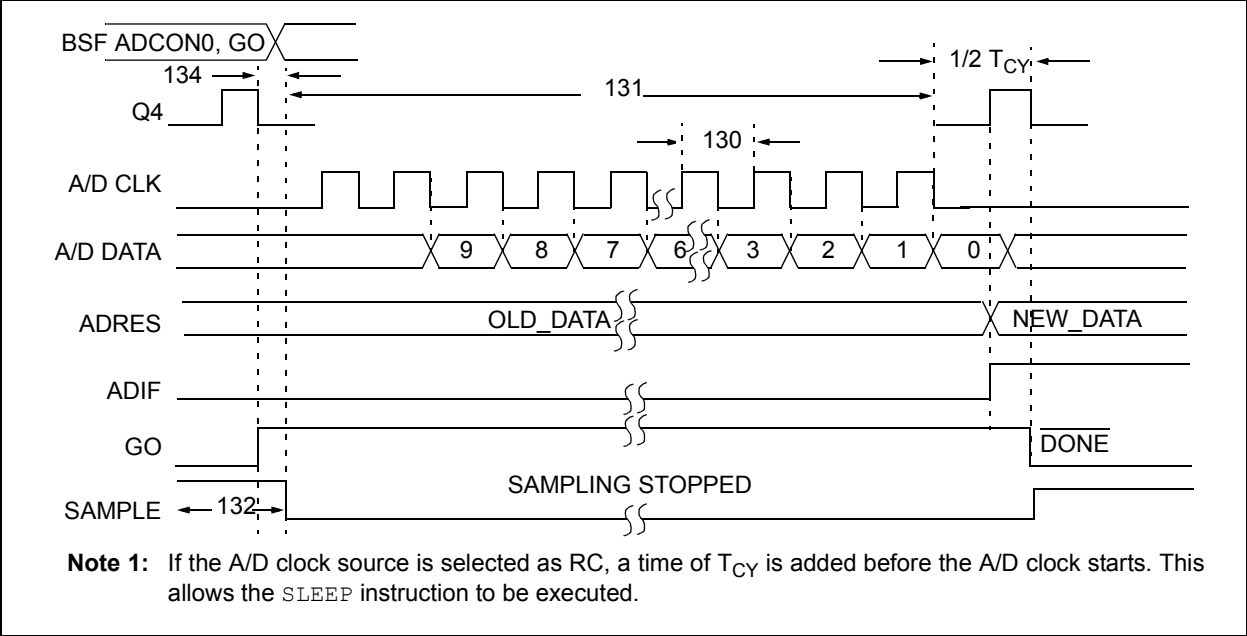 BSF ADCON0, GO
1/2 TCY
134
131
Q4
130
A/D CLK
A/D DATA
9 8 7 6 3 2 1 0
ADRES
OLD_DATA
NEW_DATA
ADIF
GO
DONE
SAMPLING STOPPED
SAMPLE
132
Note 1: If the A/D clock source is selected as RC, a time of TCY is added before the A/D clock starts. This
allows the SLEEP instruction to be executed.